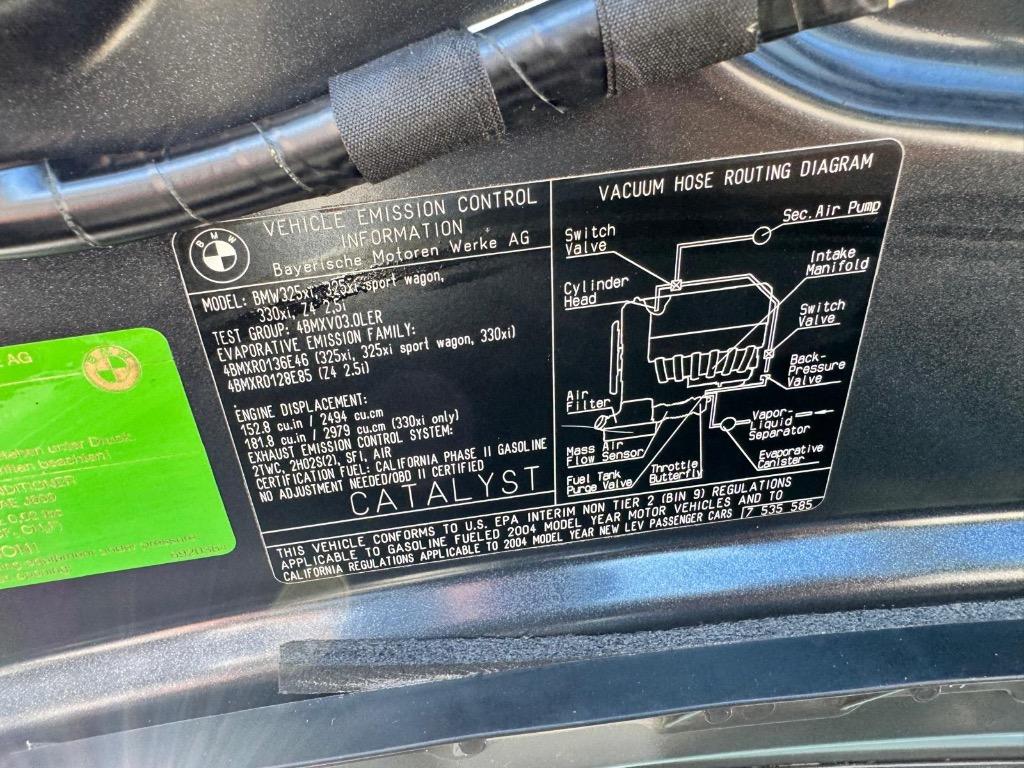 BMW
VEHICLE EMISSION CONTROL
INFORMATION
Bayerische Motoren Werke AG
MODEL: BMW325xi, 325xi sport wagon,
330xi, Z4 2.5i
TEST GROUP: 4BMXV03.0LER
EVAPORATIVE EMISSION FAMILY:
4BMXR0136E46 (325xi, 325xi sport wagon, 330xi)
4BMXR0128E85 (Z4 2.5i)
ENGINE DISPLACEMENT:
152.8 cu.in / 2494 cu.cm
181.8 cu.in / 2979 cu.cm (330xi only)
EXHAUST EMISSION CONTROL SYSTEM:
2TWC, 2HO2S(2), SFI, AIR
CERTIFICATION FUEL: CALIFORNIA PHASE II GASOLINE
NO ADJUSTMENT NEEDED/OBD II CERTIFIED
CATALYST
VACUUM HOSE ROUTING DIAGRAM
Sec. Air Pump
Switch
Valve
Intake
Manifold
Cylinder
Head
Switch
Valve
Back-
Pressure
Valve
Air
Filter
Vapor-
Liquid
Separator
Mass Air
Flow Sensor
Evaporative
Canister
Fuel Tank
Purge Valve
Throttle
Butterfly
THIS VEHICLE CONFORMS TO U.S. EPA INTERIM NON TIER 2 (BIN 9) REGULATIONS
APPLICABLE TO GASOLINE FUELED 2004 MODEL YEAR MOTOR VEHICLES AND TO
CALIFORNIA REGULATIONS APPLICABLE TO 2004 MODEL YEAR NEW LEV PASSENGER CARS
7 535 585
AG
BMW
unter Druck
beachten!